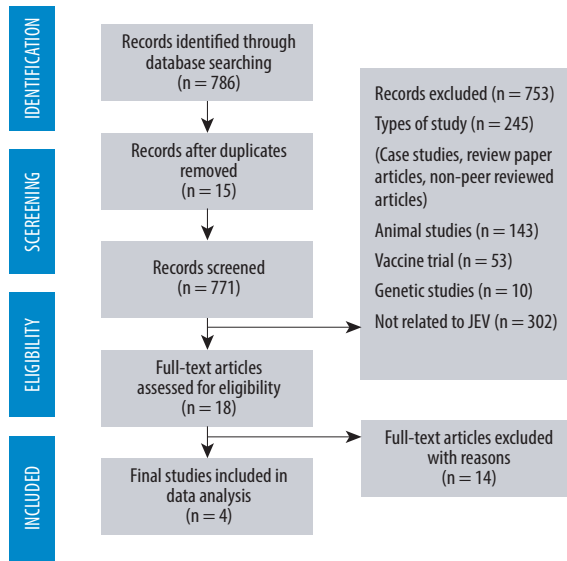 IDENTIFICATION
Records identified through
database searching
(n = 786)
SCEREENING
Records after duplicates
removed
(n = 15)
Records screened
(n = 771)
Records excluded (n = 753)
Types of study (n = 245)
(Case studies, review paper
articles, non-peer reviewed
articles)
Animal studies (n = 143)
Vaccine trial (n = 53)
Genetic studies (n = 10)
Not related to JEV (n = 302)
ELIGIBILITY
Full-text articles
assessed for eligibility
(n = 18)
Full-text articles excluded
with reasons
(n = 14)
INCLUDED
Final studies included in
data analysis
(n = 4)